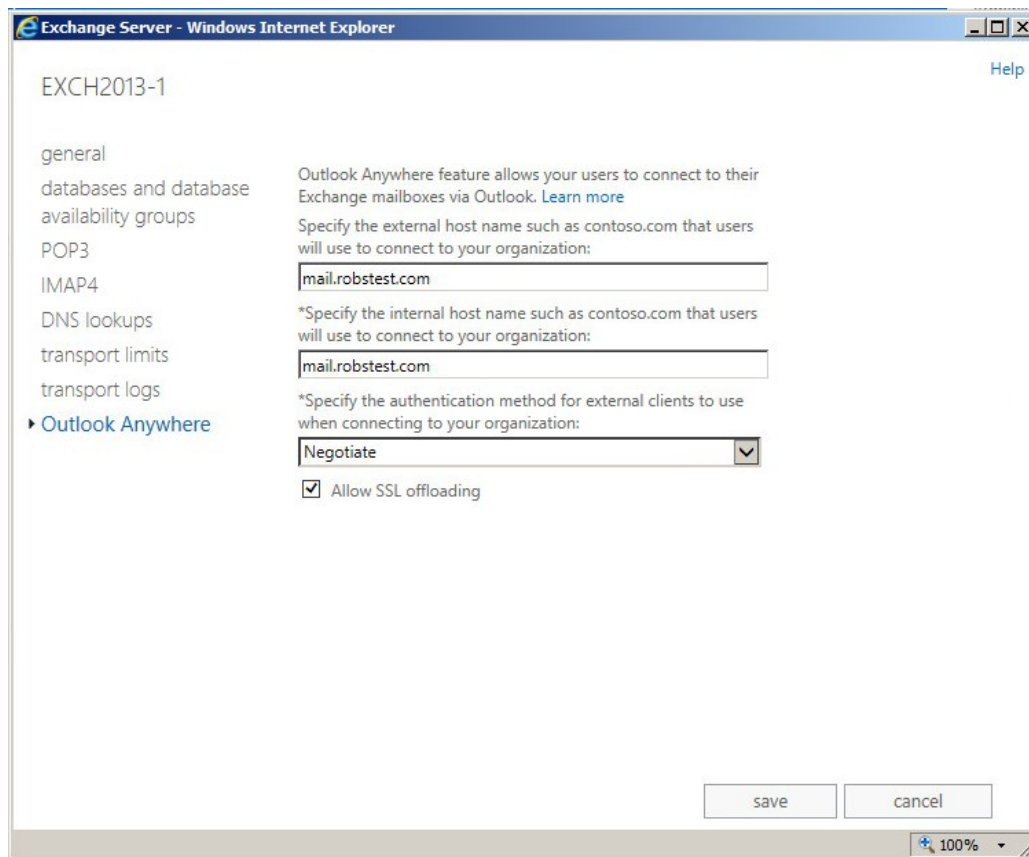 Exchange Server - Windows Internet Explorer
Help
EXCH2013-1
general
databases and database
availability groups
POP3
IMAP4
DNS lookups
transport limits
transport logs
Outlook Anywhere
Outlook Anywhere feature allows your users to connect to their
Exchange mailboxes via Outlook. Learn more
Specify the external host name such as contoso.com that users
will use to connect to your organization:
mail.robstest.com
*Specify the internal host name such as contoso.com that users
will use to connect to your organization:
mail.robstest.com
*Specify the authentication method for external clients to use
when connecting to your organization:
Negotiate
Allow SSL offloading
save
cancel
100%